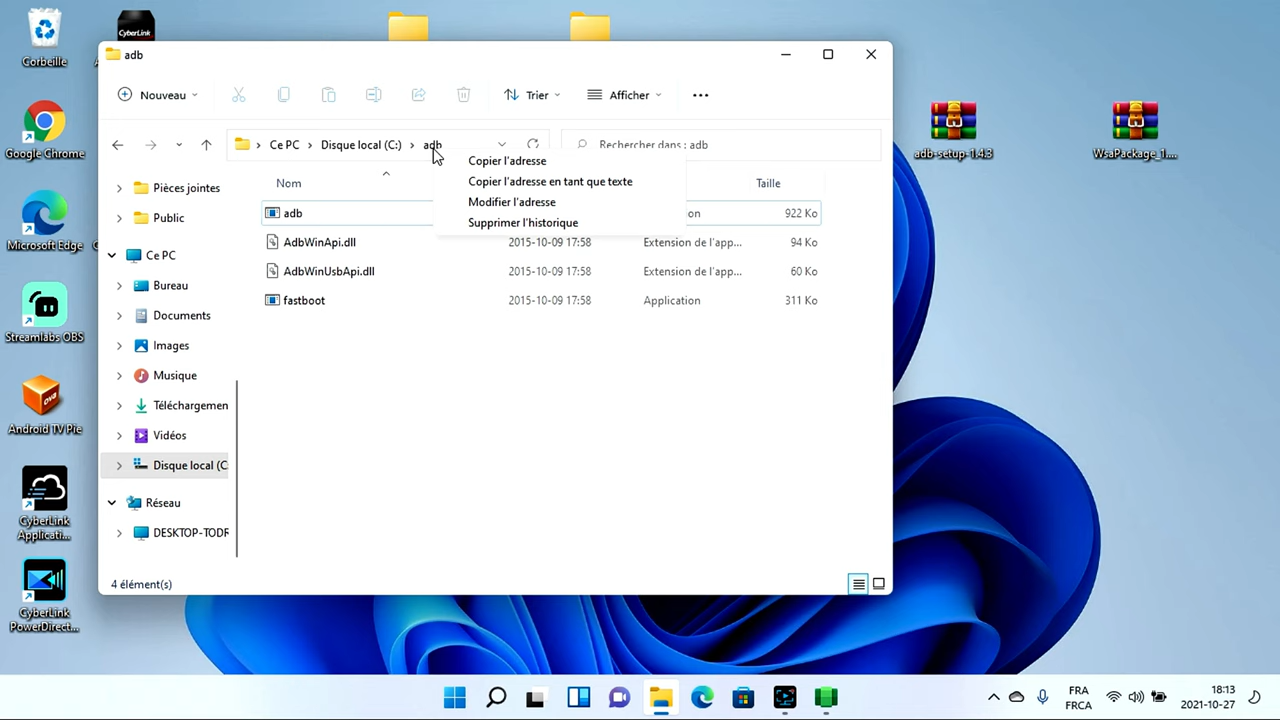 Corbeille
CyberLink
Google Chrome
Microsoft Edge
Streamlabs OBS
Android TV Pie
CyberLink
Applicati...
CyberLink
PowerDirect...
adb
Nouveau
Trier
Afficher
Ce PC
Disque local (C:)
adb
Rechercher dans : adb
Copier l'adresse
Copier l'adresse en tant que texte
Modifier l'adresse
Supprimer l'historique
Pièces jointes
Public
Ce PC
Bureau
Documents
Images
Musique
Téléchargemen
Vidéos
Disque local (C
Réseau
DESKTOP-TODR
Nom
Taille
adb
922 Ko
AdbWinApi.dll
2015-10-09 17:58
Extension de l'app...
94 Ko
AdbWinUsbApi.dll
2015-10-09 17:58
Extension de l'app...
60 Ko
fastboot
2015-10-09 17:58
Application
311 Ko
4 élément(s)
adb-setup-1.4.3
WsaPackage_1....
FRA
FRCA
18:13
2021-10-27